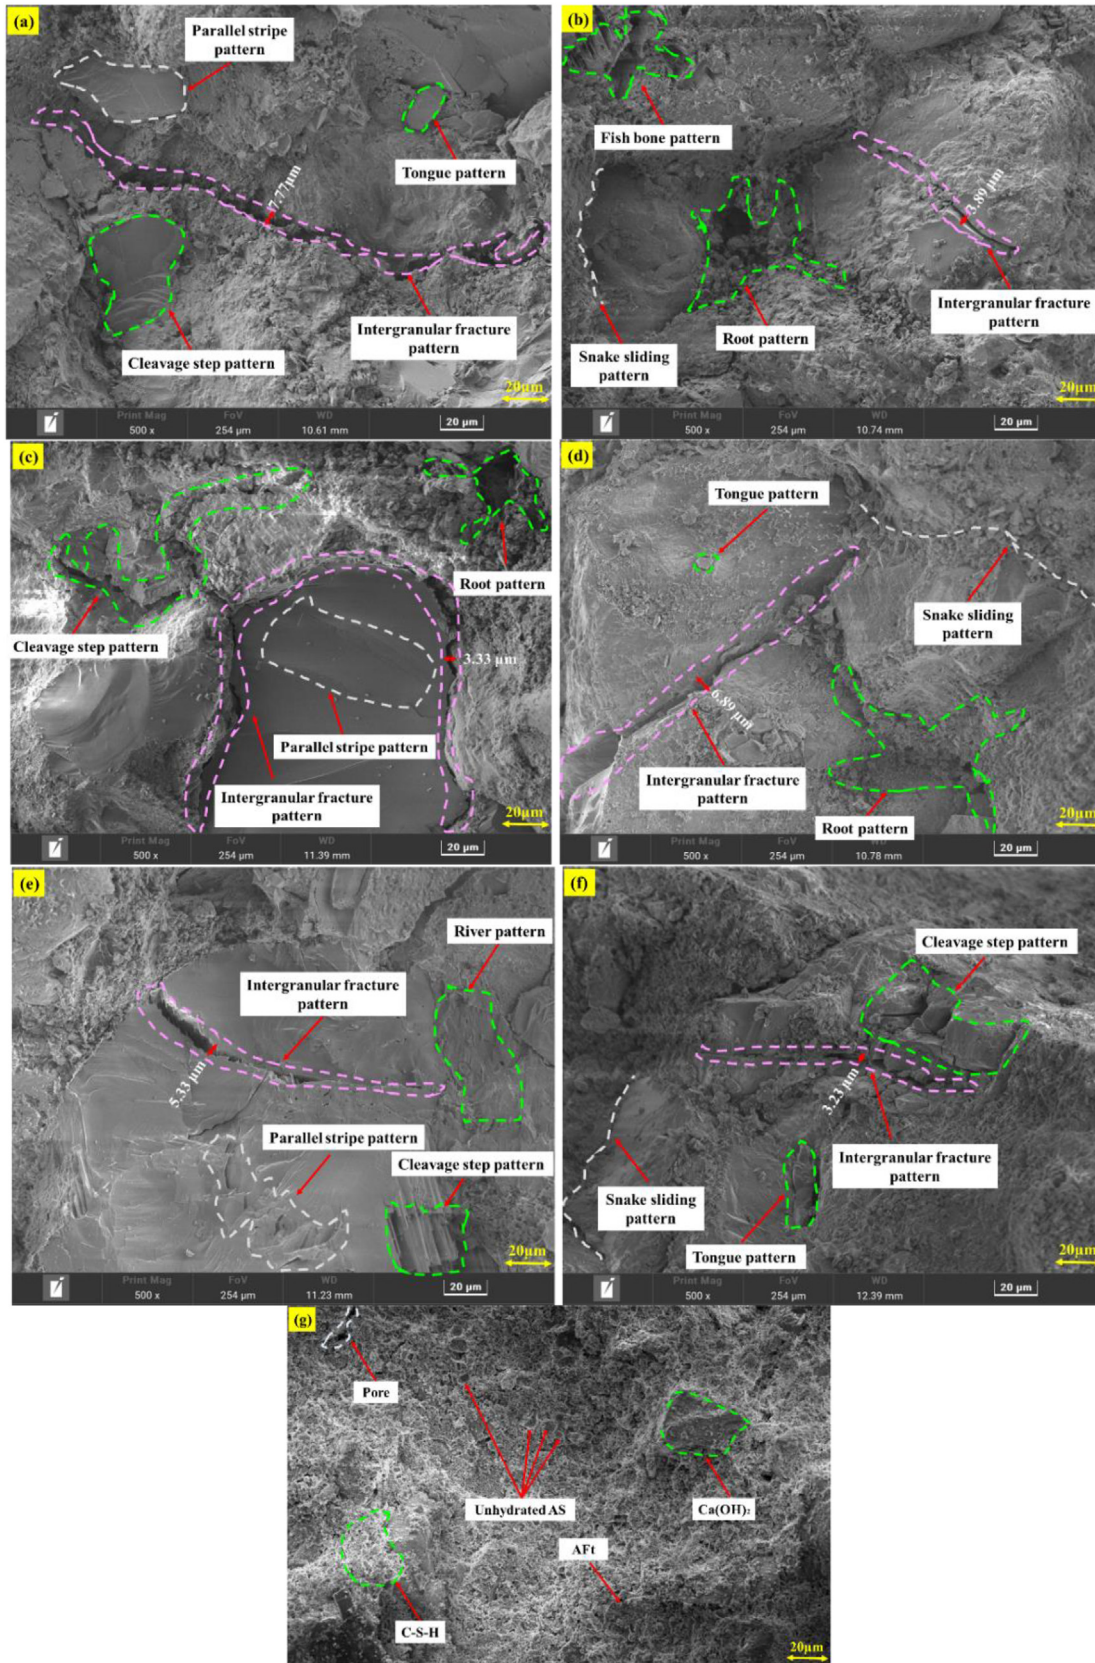 (a)
Parallel stripe
pattern
Tongue pattern
7.77μm
Intergranular fracture
pattern
Cleavage step pattern
20μm
Print Mag FoV WD
500 x 254 μm 10.61 mm 20 μm
(b)
Fish bone pattern
3.89 μm
Intergranular fracture
pattern
Root pattern
Snake sliding
pattern
20μm
Print Mag FoV WD
500 x 254 μm 10.74 mm 20 μm
(c)
Root pattern
Cleavage step pattern
3.33 μm
Parallel stripe pattern
Intergranular fracture
pattern
20μm
Print Mag FoV WD
500 x 254 μm 11.39 mm 20 μm
(d)
Tongue pattern
Snake sliding
pattern
6.89 μm
Intergranular fracture
pattern
Root pattern
20μm
Print Mag FoV WD
500 x 254 μm 10.78 mm 20 μm
(e)
River pattern
Intergranular fracture
pattern
5.33 μm
Parallel stripe pattern
Cleavage step pattern
20μm
Print Mag FoV WD
500 x 254 μm 11.23 mm 20 μm
(f)
Cleavage step pattern
3.23 μm
Intergranular fracture
pattern
Snake sliding
pattern
Tongue pattern
20μm
Print Mag FoV WD
500 x 254 μm 12.39 mm 20 μm
(g)
Pore
Unhydrated AS
Ca(OH)₂
AFt
C-S-H
20μm